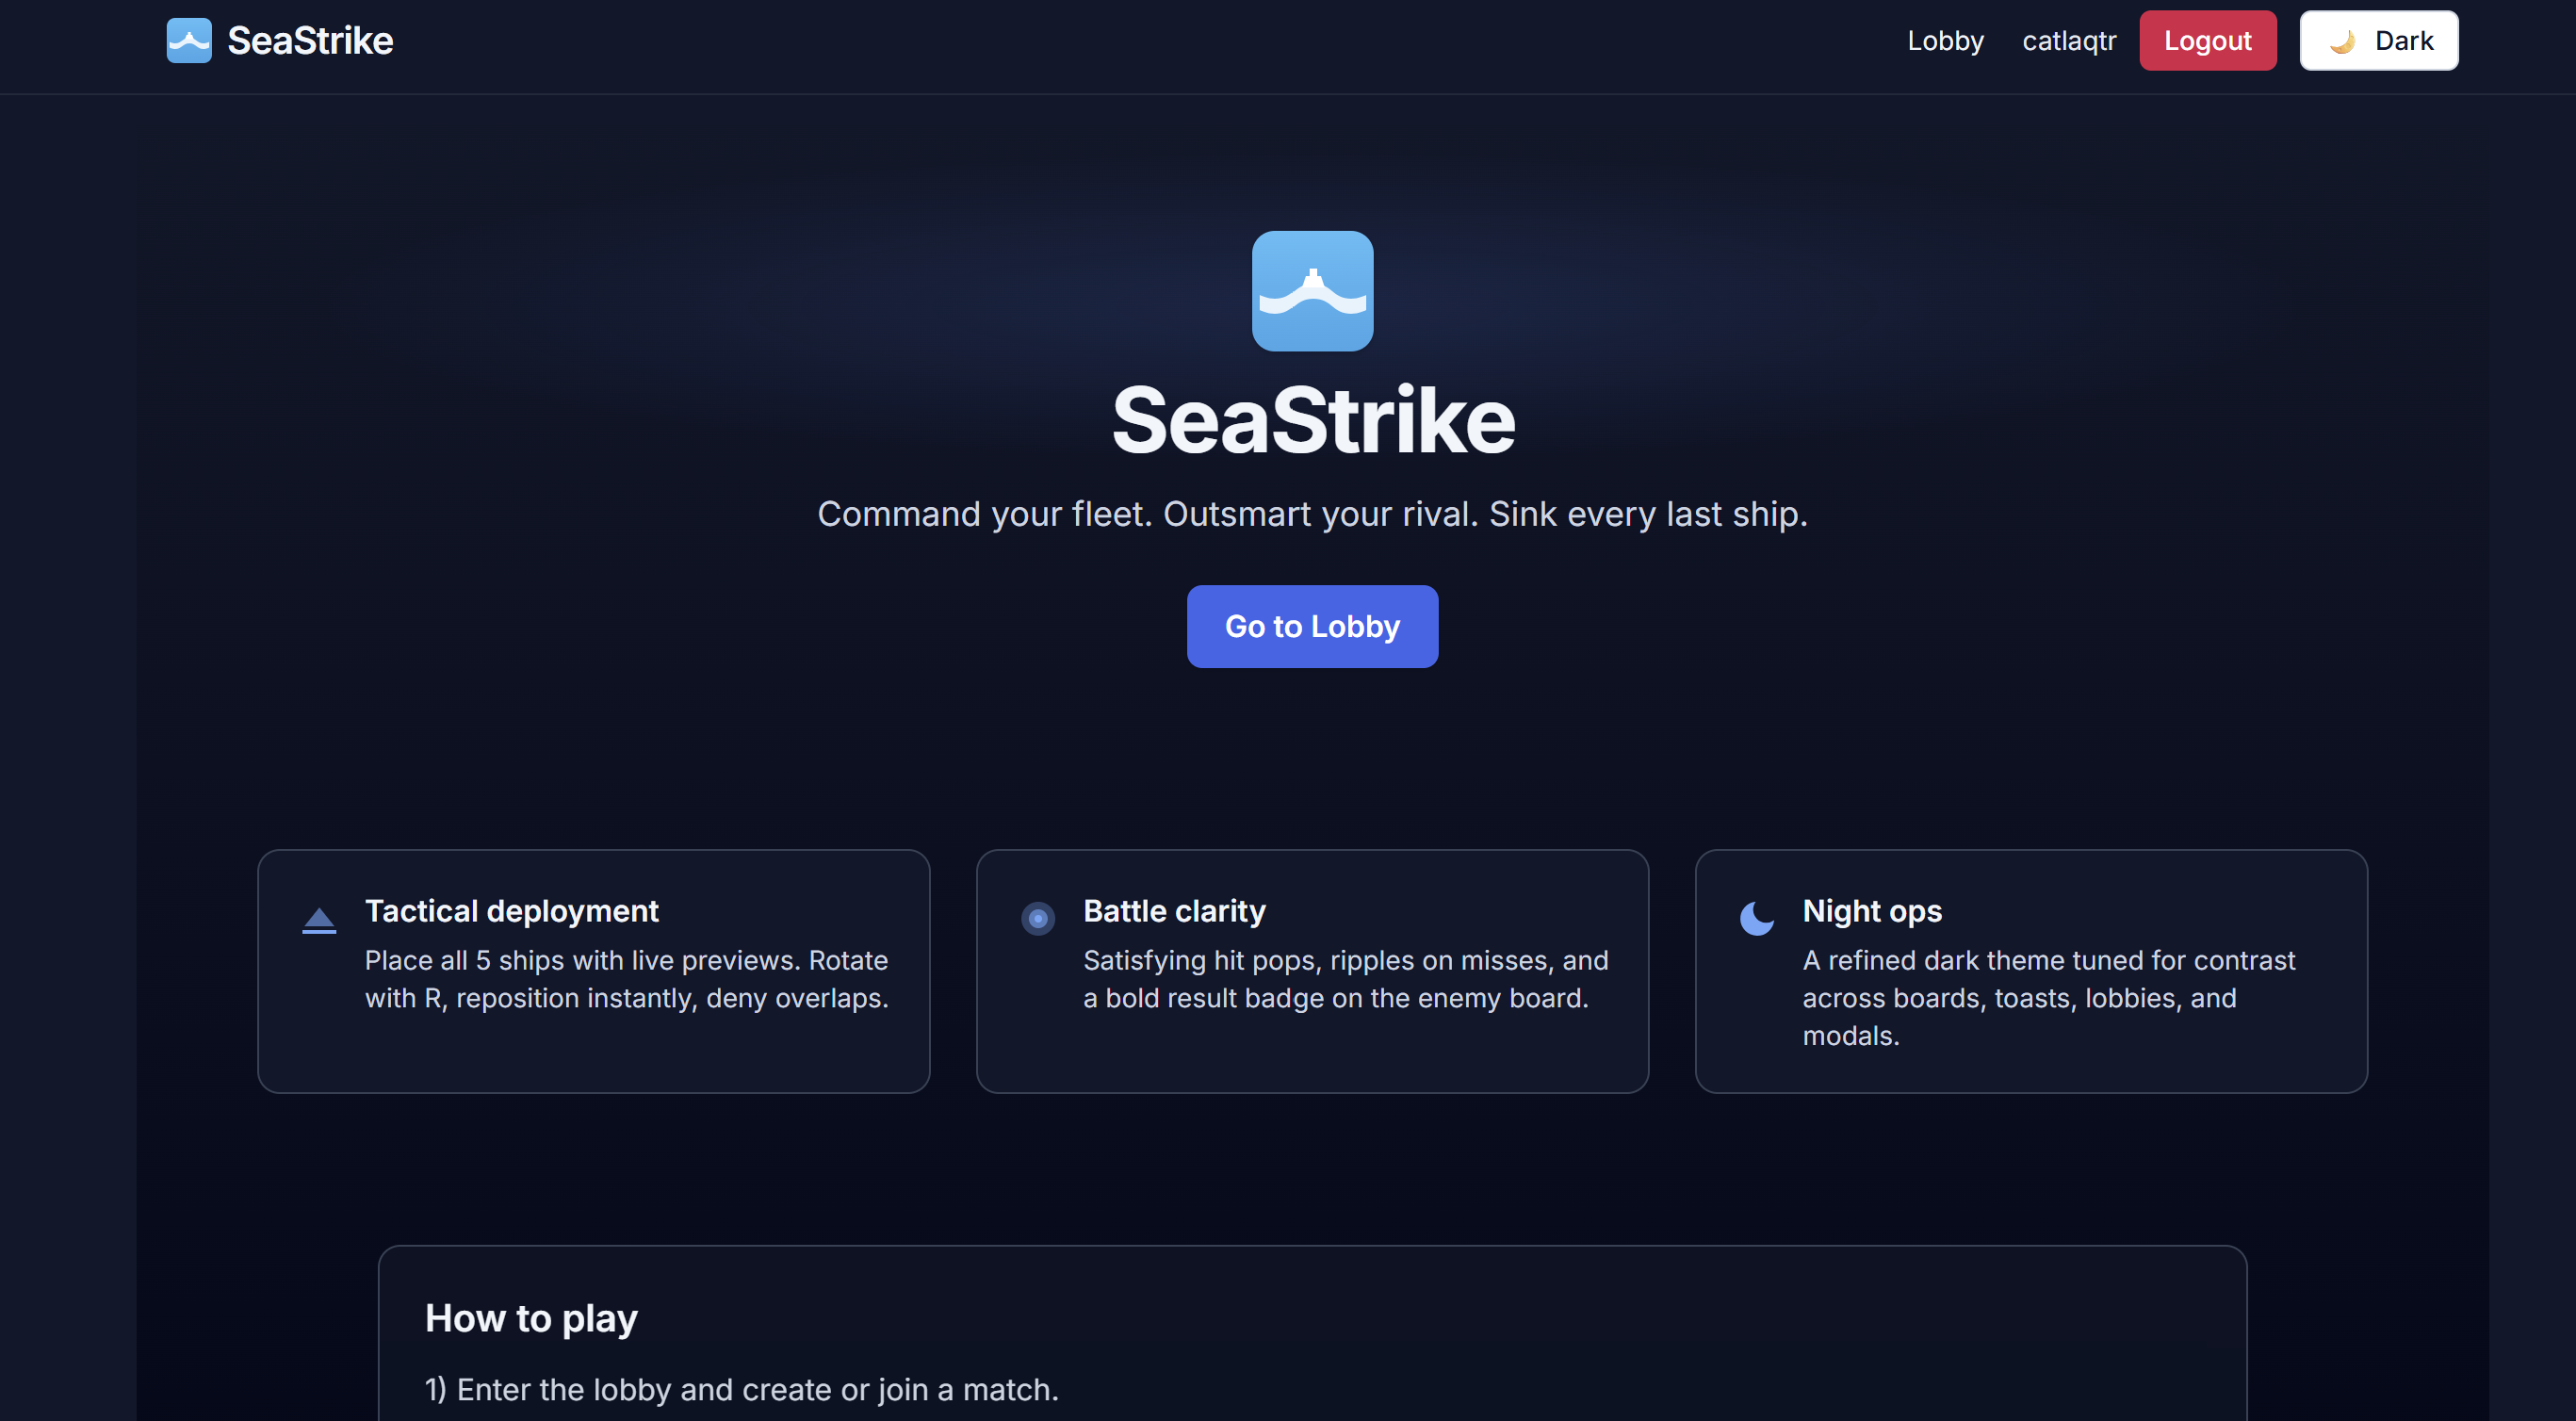 SeaStrike
Lobby
catlaqtr
Logout
🌙 Dark
SeaStrike
Command your fleet. Outsmart your rival. Sink every last ship.
Go to Lobby
Tactical deployment
Place all 5 ships with live previews. Rotate
with R, reposition instantly, deny overlaps.
Battle clarity
Satisfying hit pops, ripples on misses, and
a bold result badge on the enemy board.
Night ops
A refined dark theme tuned for contrast
across boards, toasts, lobbies, and
modals.
How to play
1) Enter the lobby and create or join a match.